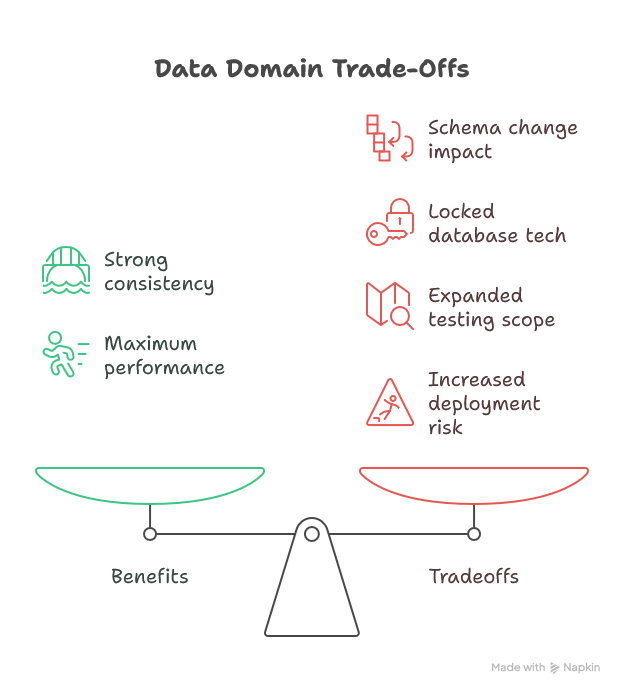 Data Domain Trade-Offs
Strong
consistency
Maximum
performance
Schema change
impact
Locked
database tech
Expanded
testing scope
Increased
deployment
risk
Benefits
Tradeoffs
Made with Napkin